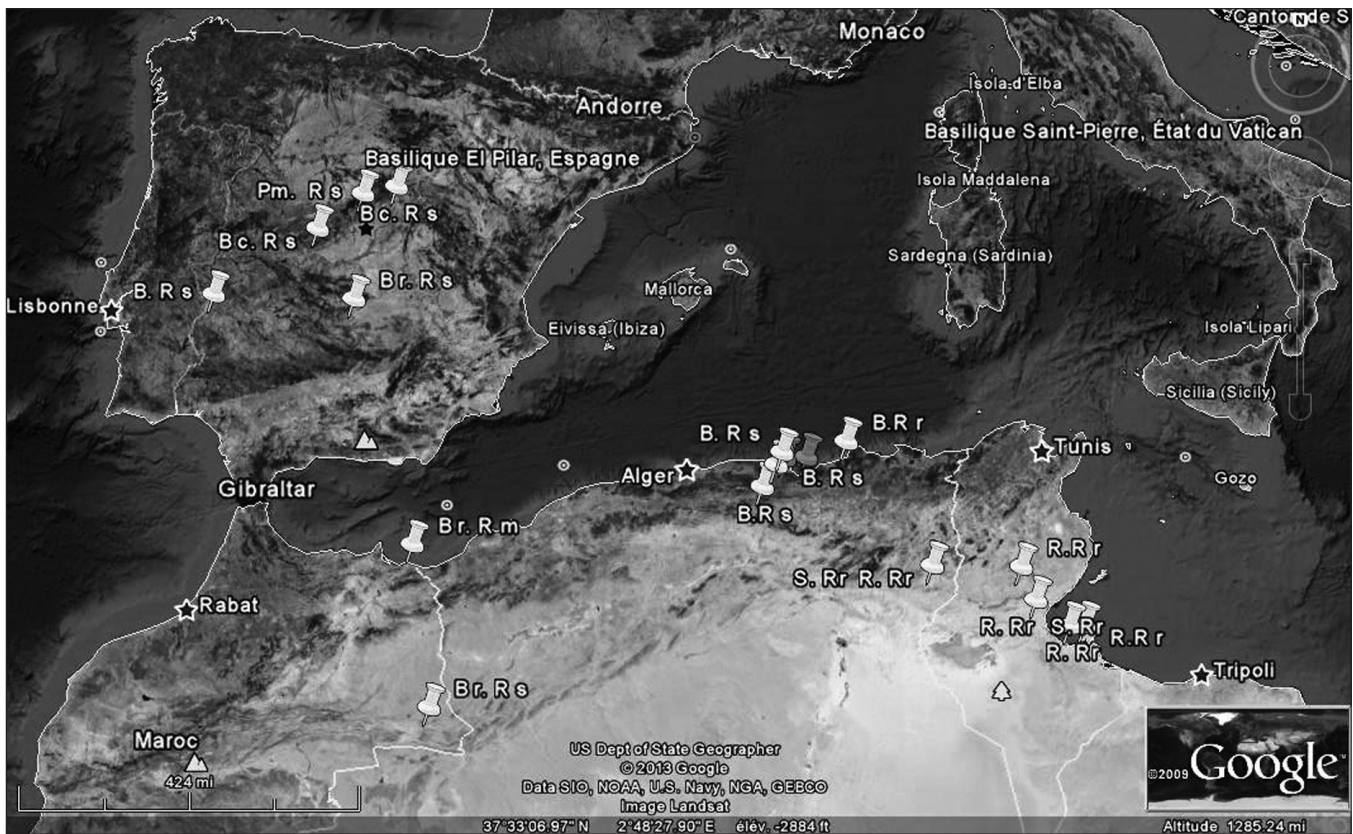 Canton de S
N
Monaco
Isola d'Elba
Andorre
Basilique Saint-Pierre, État du Vatican
Basilique El Pilar, Espagne
Isola Maddalena
Pm. R s
Bc. R s
Bc. R s
Sardegna (Sardinia)
B. R s
Br. R s
Mallorca
Lisbonne
Eivissa (Ibiza)
Isola Lipari
Sicilia (Sicily)
B. R s
B.R r
Tunis
Alger
B. R s
Gozo
Gibraltar
B.R s
Br. R m
R.R r
S. Rr R. Rr
Rabat
R. Rr
S. Rr
R.R r
R. Rr
Tripoli
Br. R s
Maroc
424 mi
US Dept of State Geographer
© 2013 Google
Data SIO, NOAA, U.S. Navy, NGA, GEBCO
Image Landsat
©2009 Google™
37°33'06.97" N 2°48'27.90" E élév. -2884 ft
Altitude 1285.24 mi